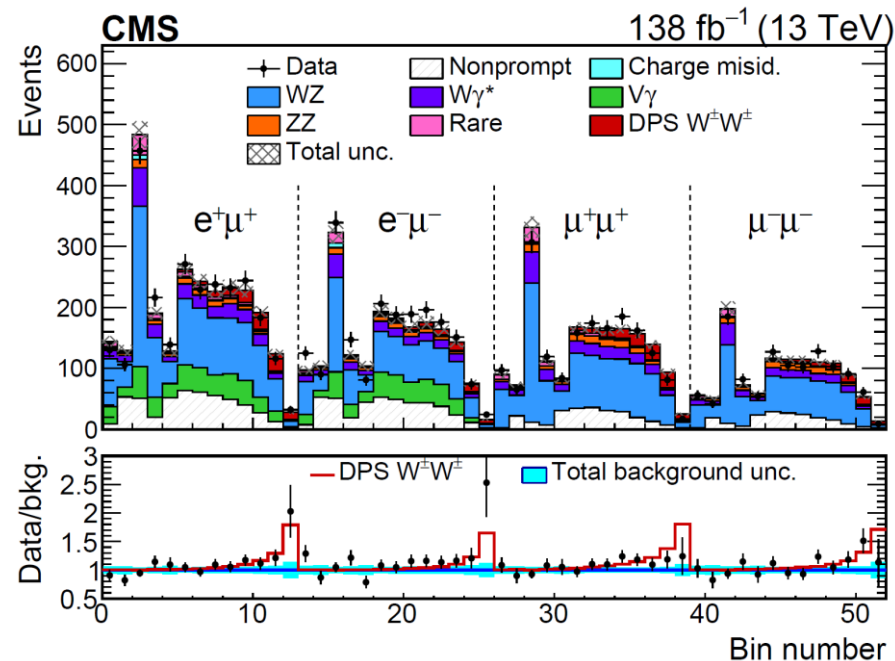 CMS 138 fb⁻¹ (13 TeV)
Events
600
500
400
300
200
100
0
Data Nonprompt Charge misid.
WZ Wγ* Vγ
ZZ Rare DPS W±W±
Total unc.
e⁺μ⁺ e⁻μ⁻ μ⁺μ⁺ μ⁻μ⁻
Data/bkg.
3
2.5
2
1.5
1
0.5
DPS W±W± Total background unc.
0 10 20 30 40 50
Bin number